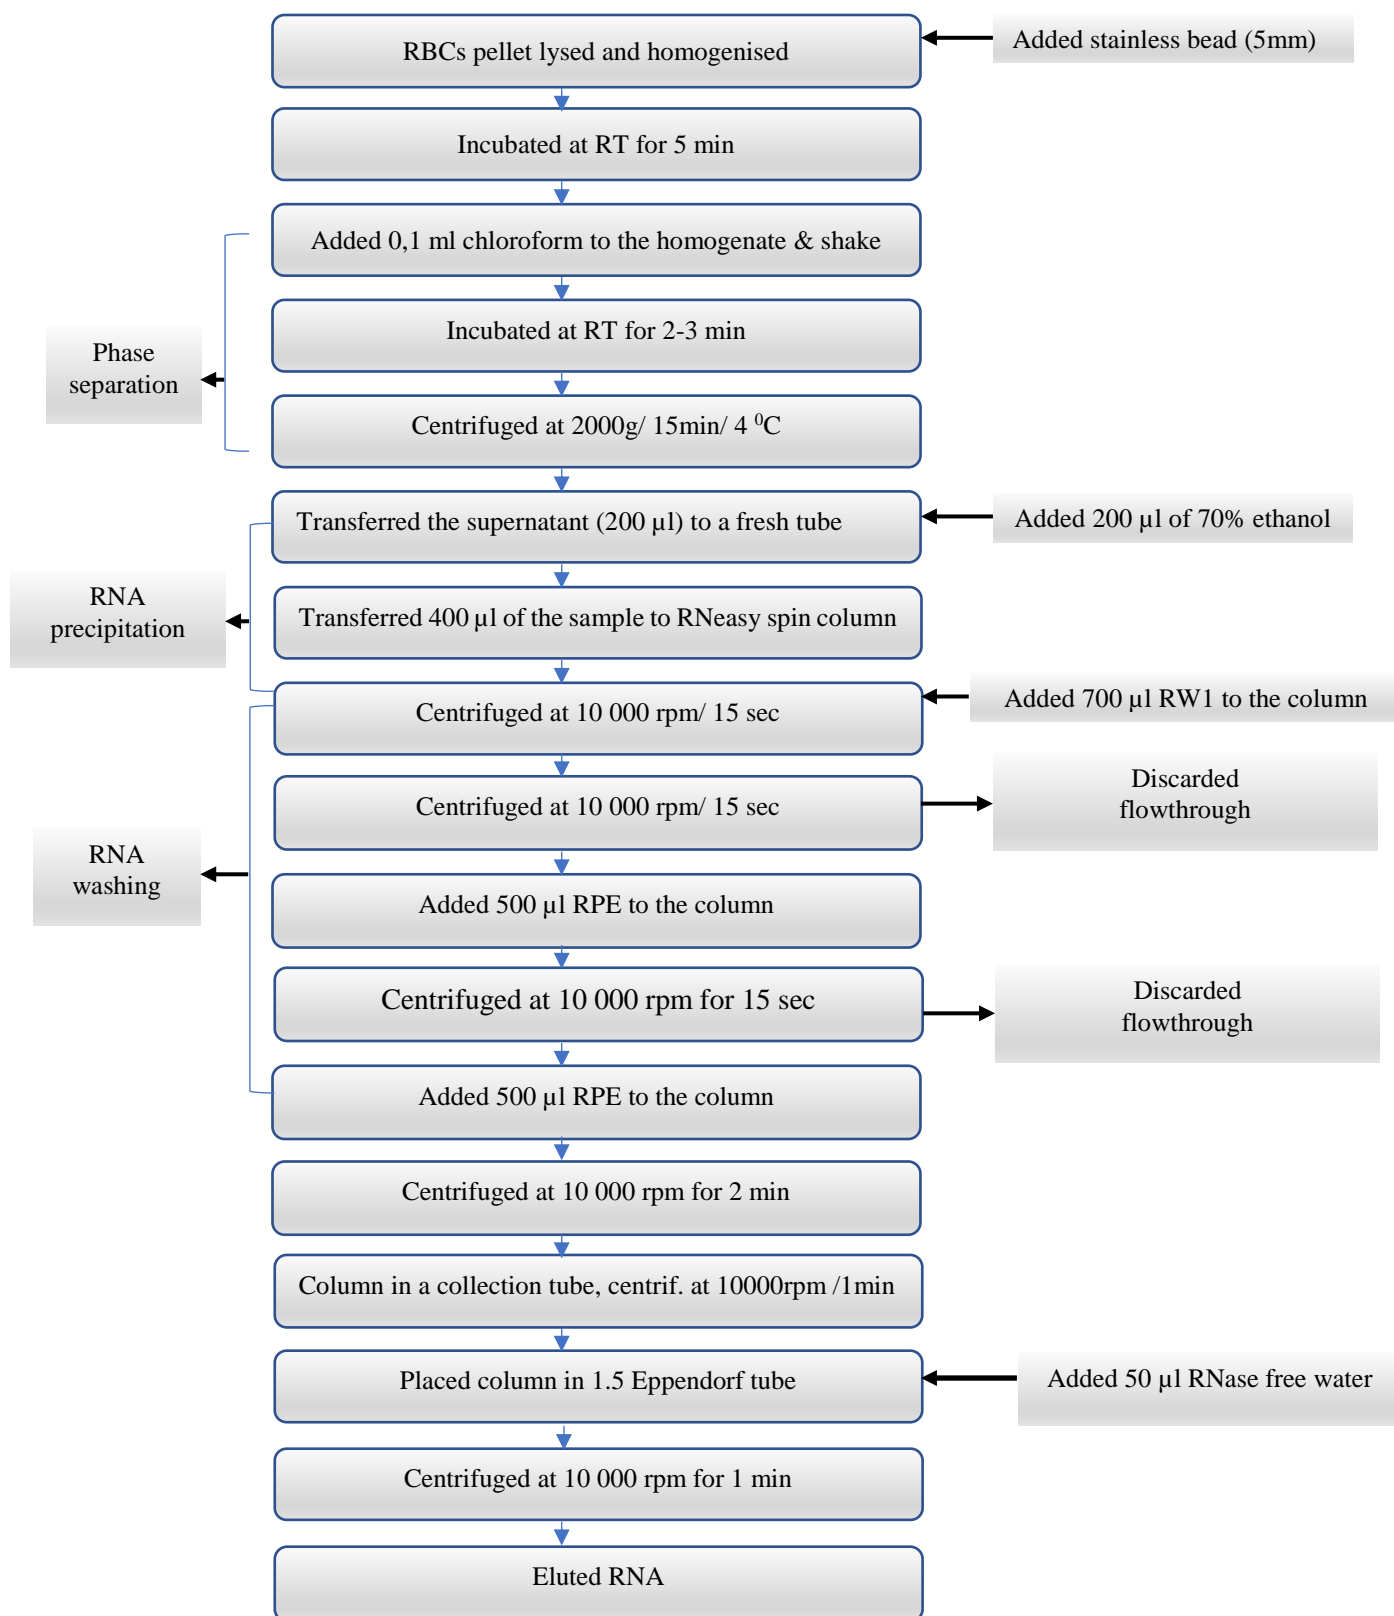 RBCs pellet lysed and homogenised
Added stainless bead (5mm)
Incubated at RT for 5 min
Added 0,1 ml chloroform to the homogenate & shake
Incubated at RT for 2-3 min
Phase
separation
Centrifuged at 2000g/ 15min/ 4 ⁰C
Transferred the supernatant (200 µl) to a fresh tube
Added 200 µl of 70% ethanol
RNA
precipitation
Transferred 400 µl of the sample to RNeasy spin column
Centrifuged at 10 000 rpm/ 15 sec
Added 700 µl RW1 to the column
Centrifuged at 10 000 rpm/ 15 sec
Discarded
flowthrough
RNA
washing
Added 500 µl RPE to the column
Centrifuged at 10 000 rpm for 15 sec
Discarded
flowthrough
Added 500 µl RPE to the column
Centrifuged at 10 000 rpm for 2 min
Column in a collection tube, centrif. at 10000rpm /1min
Placed column in 1.5 Eppendorf tube
Added 50 µl RNase free water
Centrifuged at 10 000 rpm for 1 min
Eluted RNA